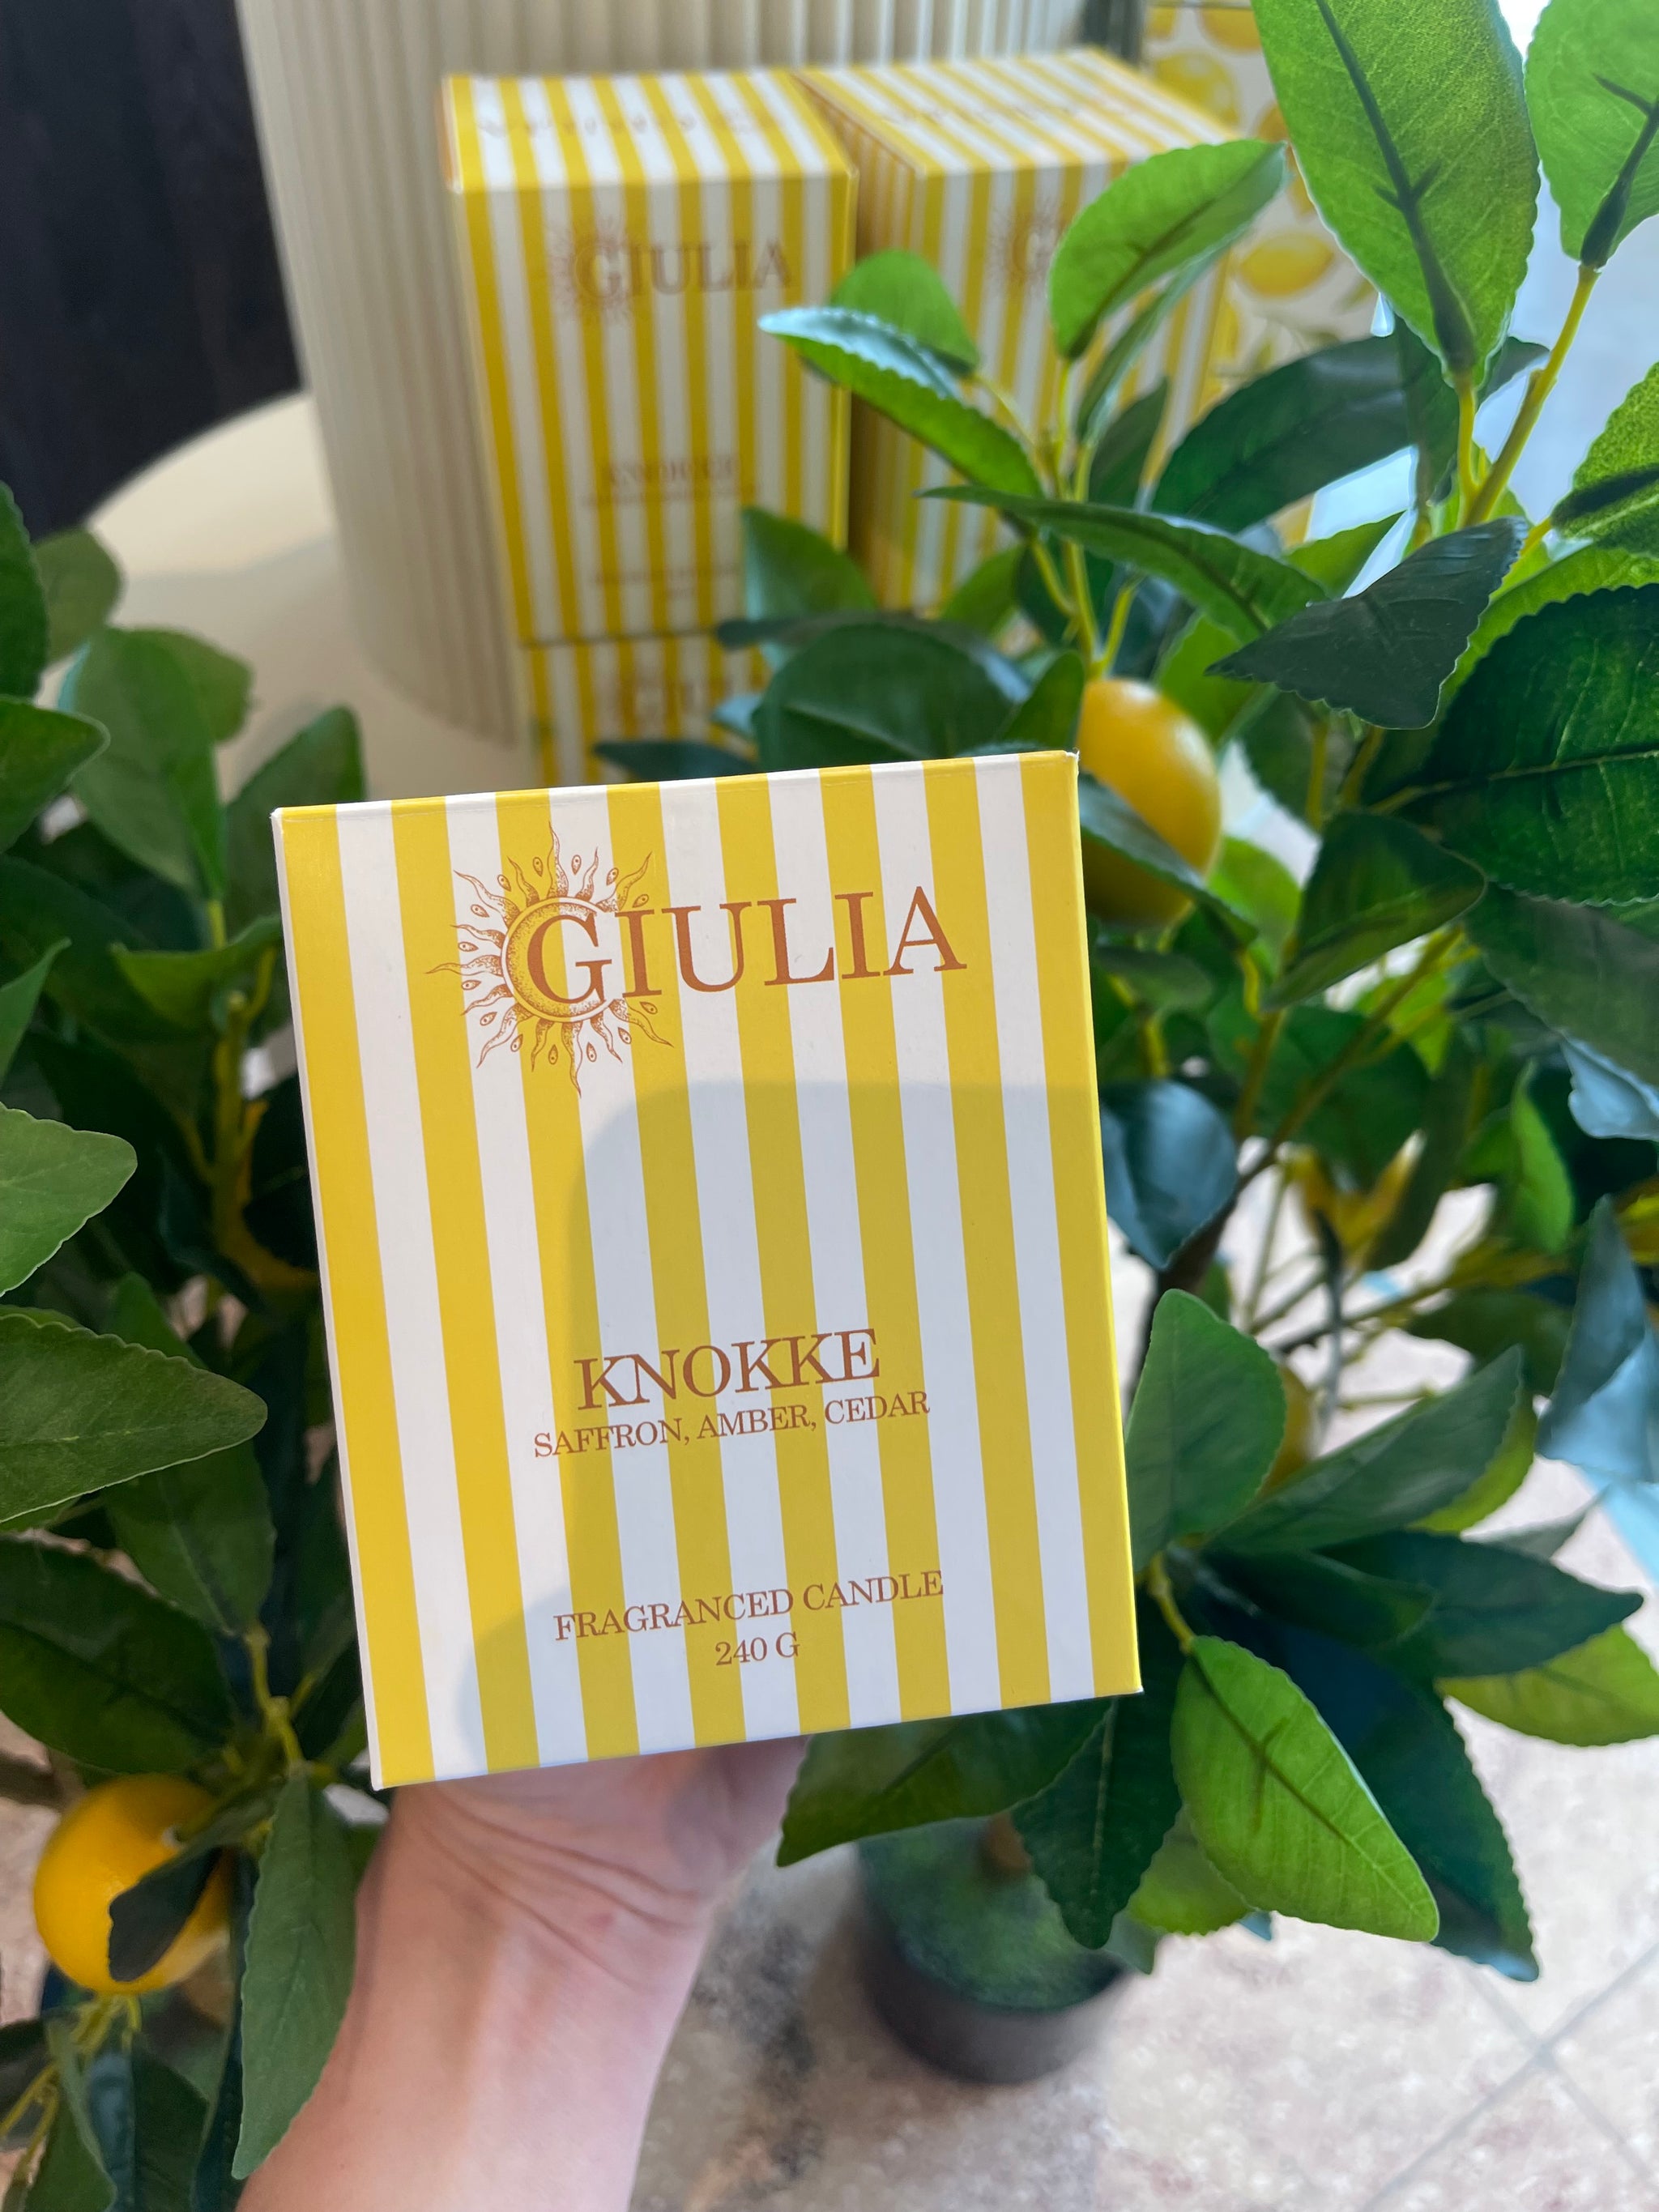 GIULIA
GIULIA
KNOKKE
SAFFRON, AMBER, CEDAR
FRAGRANCED CANDLE
240 G